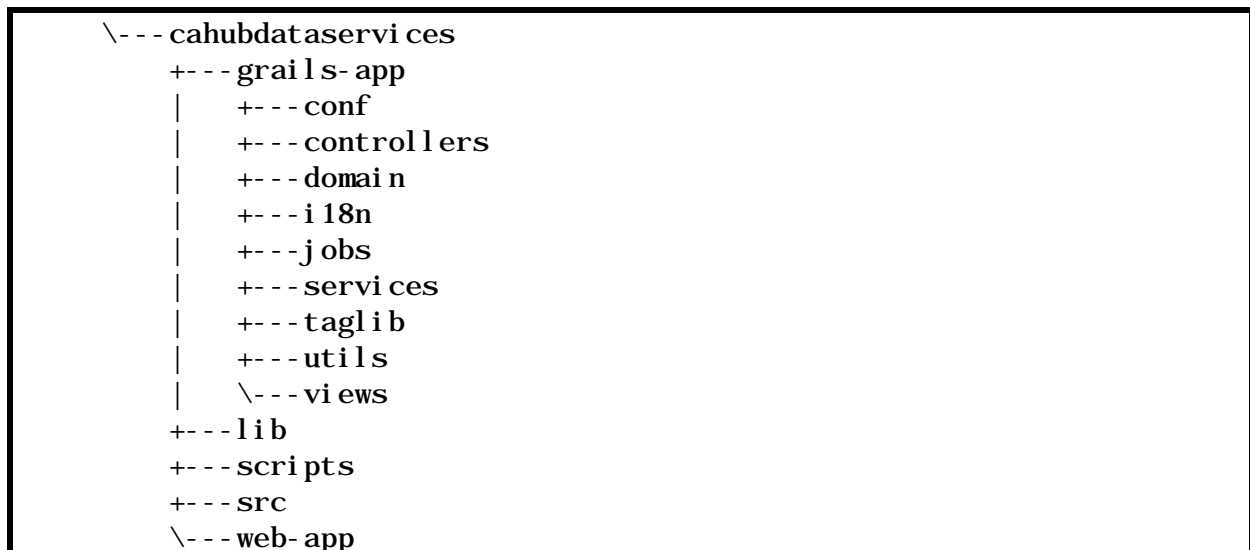 \---cahubdataservices
+---grails-app
|   +---conf
|   +---controllers
|   +---domain
|   +---i18n
|   +---jobs
|   +---services
|   +---taglib
|   +---utils
|   \---views
+---lib
+---scripts
+---src
\---web-app